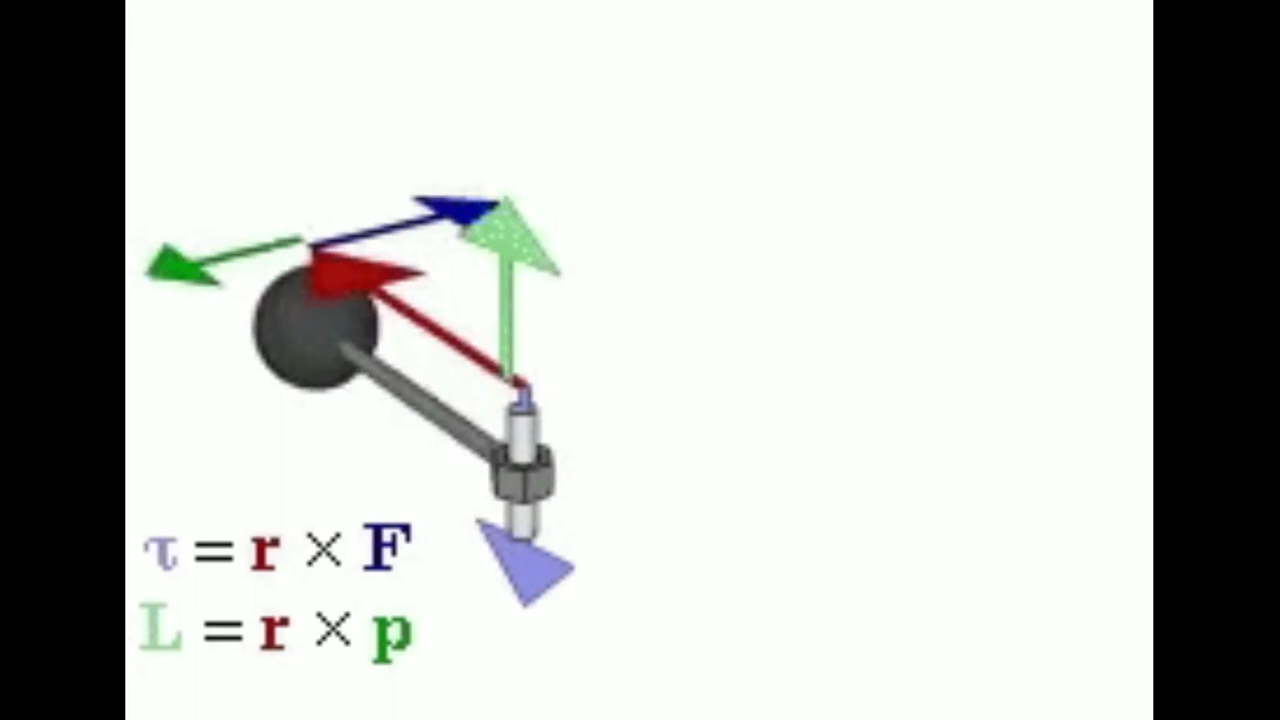 τ = r × F
L = r × p